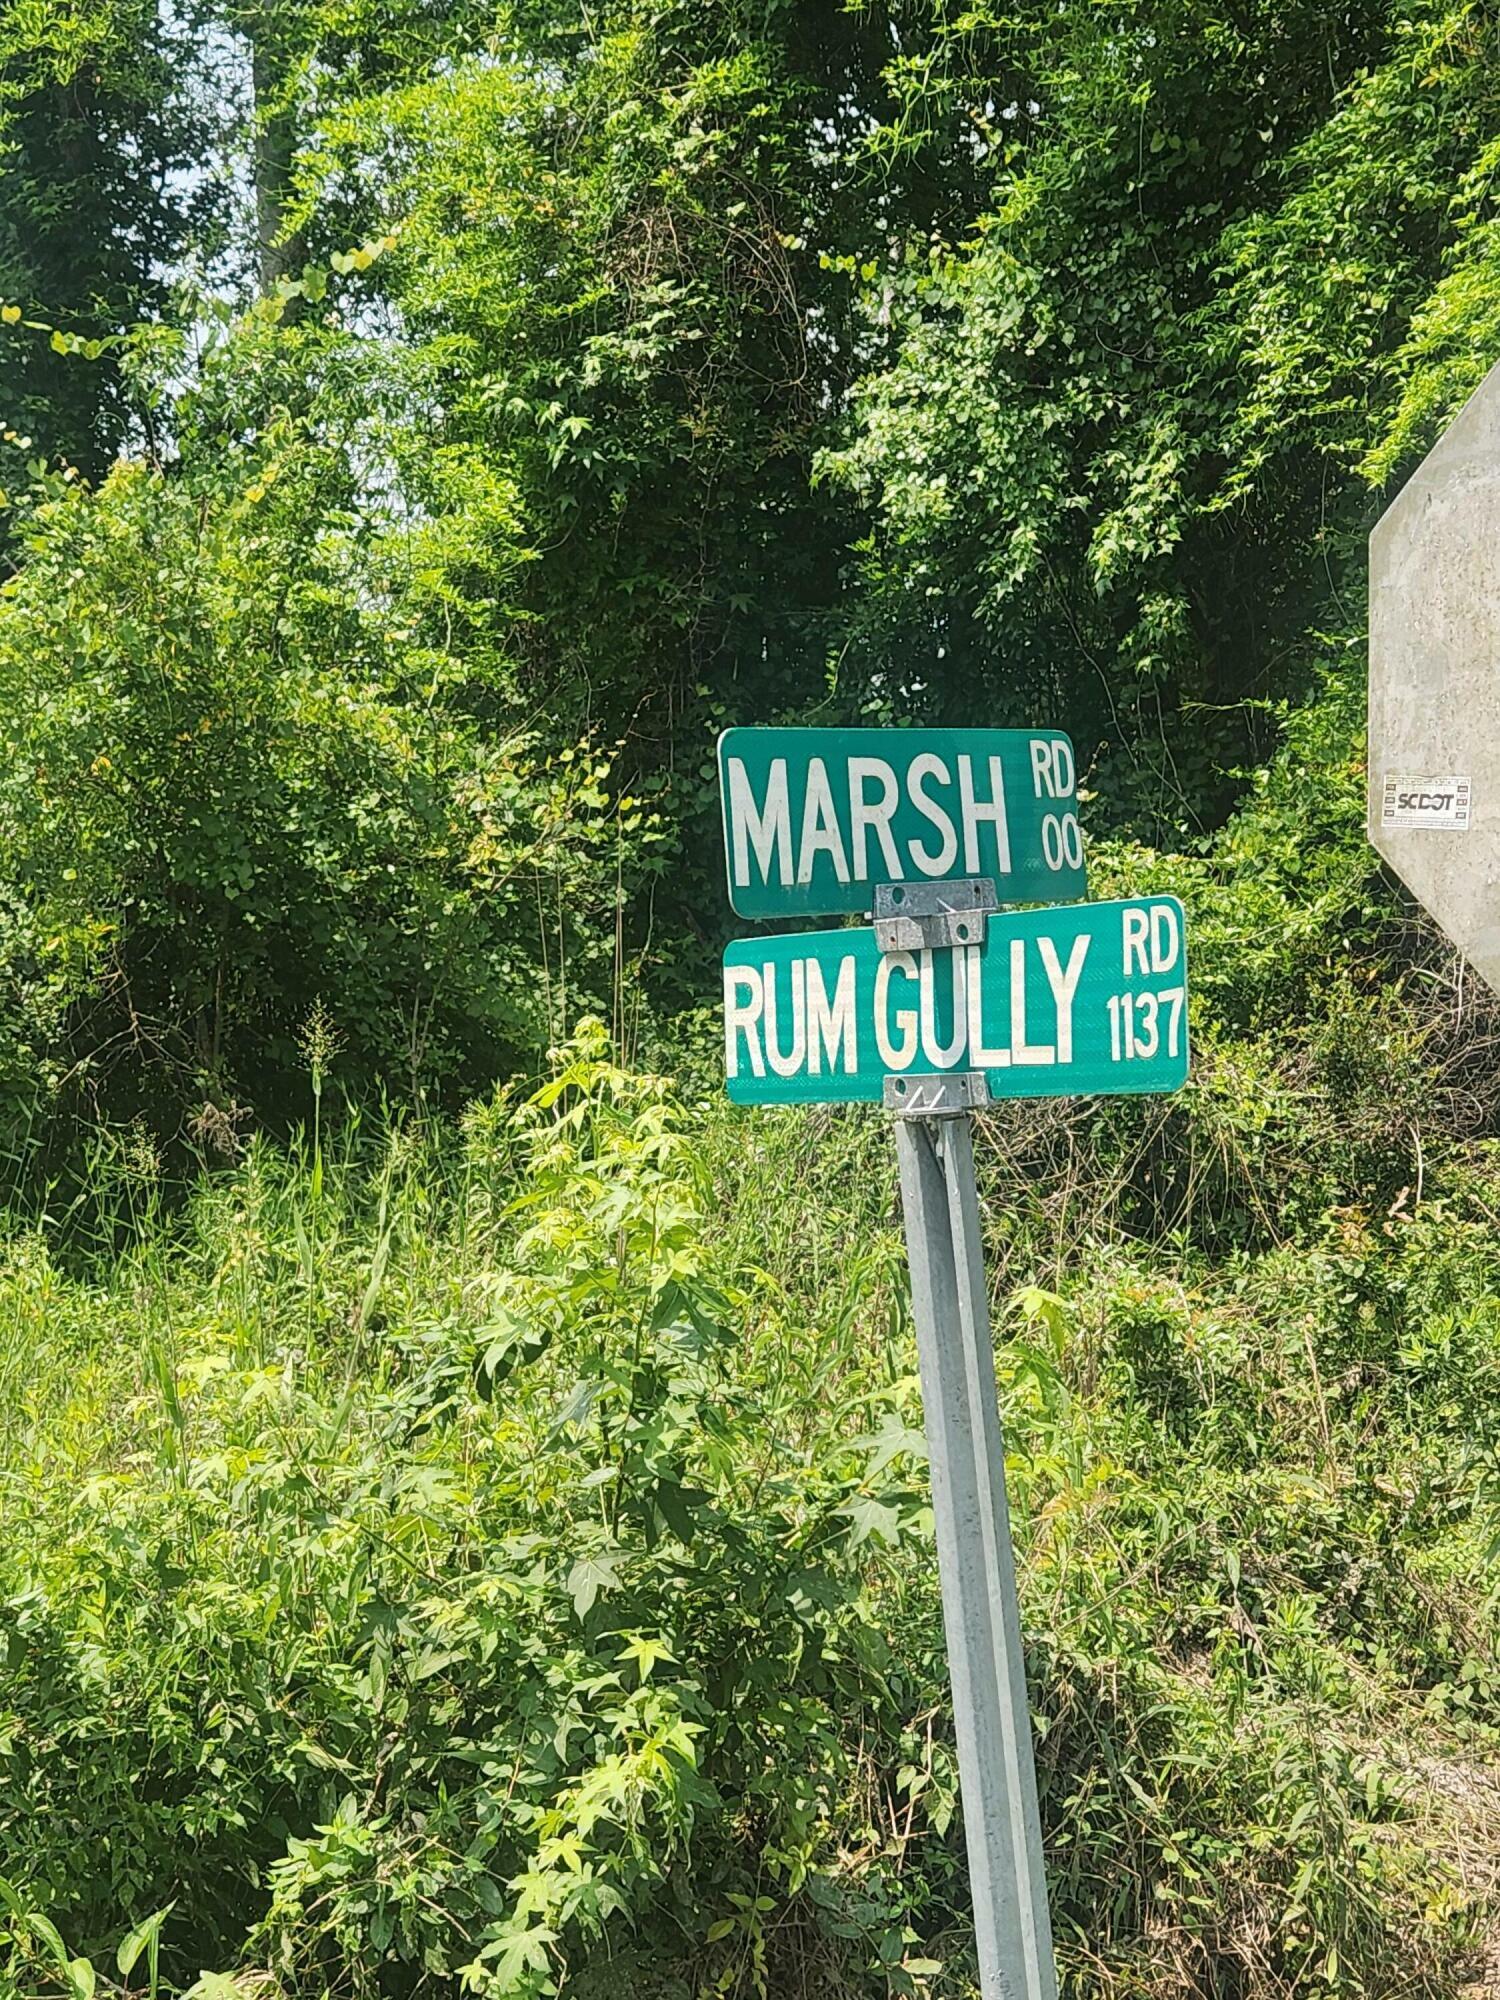 MARSH RD
00
RUM GULLY RD
1137
SCDOT